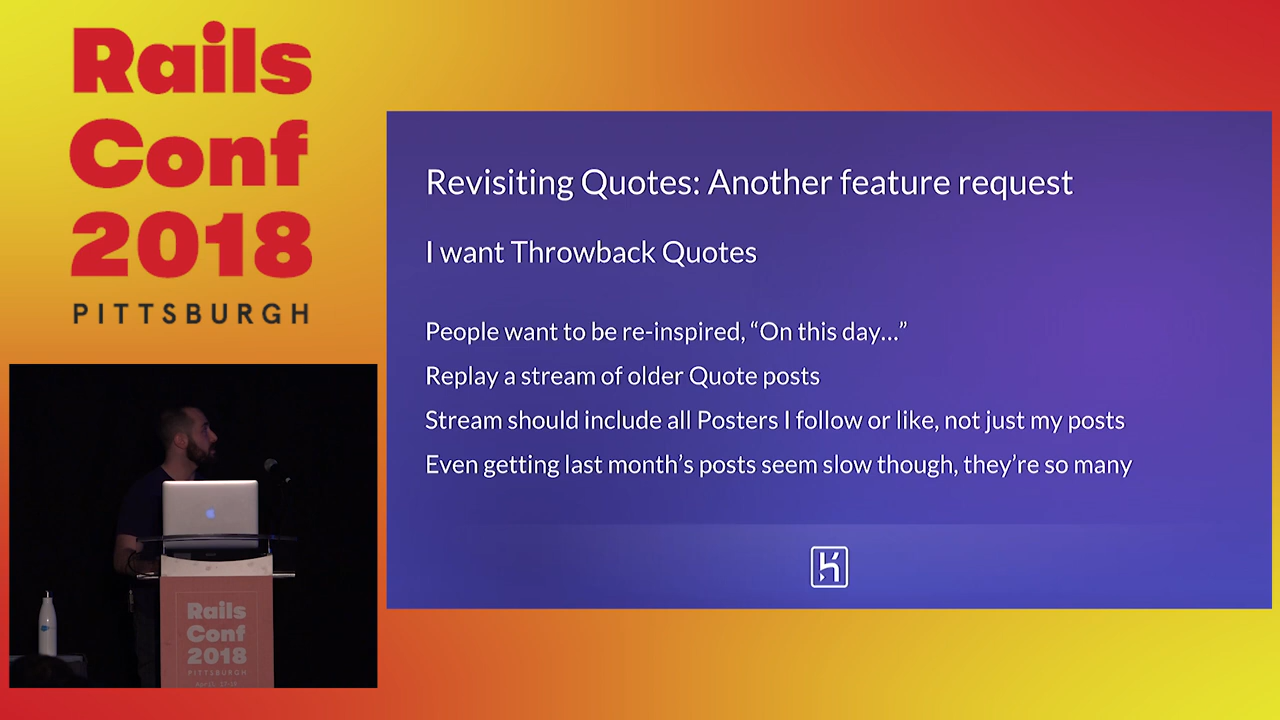 Rails
Conf
2018
PITTSBURGH
Revisiting Quotes: Another feature request
I want Throwback Quotes
People want to be re-inspired, “On this day…”
Replay a stream of older Quote posts
Stream should include all Posters I follow or like, not just my posts
Even getting last month’s posts seem slow though, they’re so many
Rails
Conf
2018
PITTSBURGH